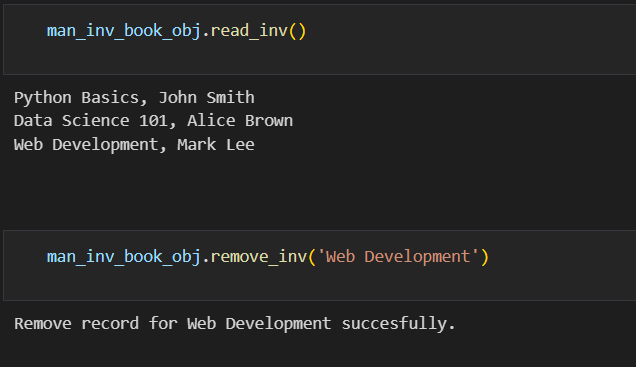 man_inv_book_obj.read_inv()
Python Basics, John Smith
Data Science 101, Alice Brown
Web Development, Mark Lee
man_inv_book_obj.remove_inv('Web Development')
Remove record for Web Development succesfully.